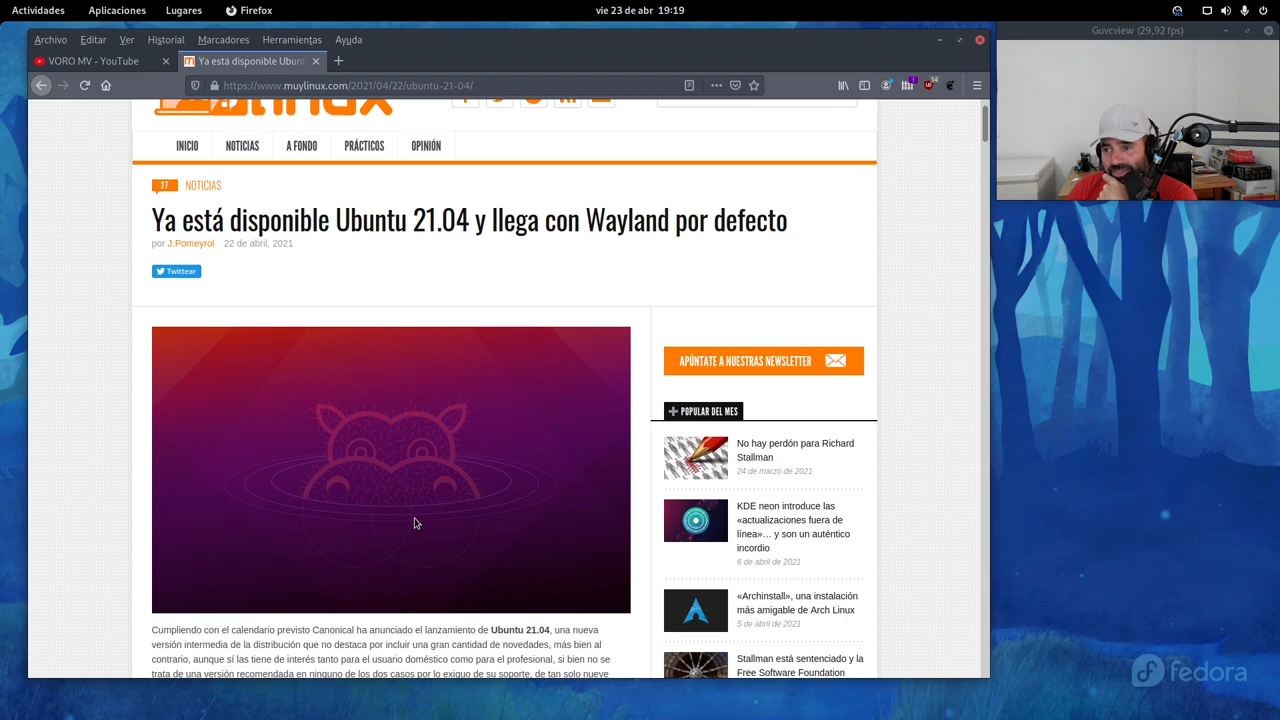 Actividades Aplicaciones Lugares Firefox vie 23 de abr 19:19
Guvcview (29,92 fps)
Archivo Editar Ver Historial Marcadores Herramientas Ayuda
VORO MV - YouTube
Ya está disponible Ubunt
https://www.muylinux.com/2021/04/22/ubuntu-21-04/
INICIO NOTICIAS A FONDO PRÁCTICOS OPINIÓN
27 NOTICIAS
Ya está disponible Ubuntu 21.04 y llega con Wayland por defecto
por J.Pomeyrol 22 de abril, 2021
Twittear
APÚNTATE A NUESTRAS NEWSLETTER
POPULAR DEL MES
No hay perdón para Richard
Stallman
24 de marzo de 2021
KDE neon introduce las
«actualizaciones fuera de
línea»… y son un auténtico
incordio
6 de abril de 2021
«Archinstall», una instalación
más amigable de Arch Linux
5 de abril de 2021
Stallman está sentenciado y la
Free Software Foundation
Cumpliendo con el calendario previsto Canonical ha anunciado el lanzamiento de Ubuntu 21.04, una nueva
versión intermedia de la distribución que no destaca por incluir una gran cantidad de novedades, más bien al
contrario, aunque sí las tiene de interés tanto para el usuario doméstico como para el profesional, si bien no se
trata de una versión recomendada en ninguno de los dos casos por lo exiguo de su soporte, de tan solo nueve
fedora